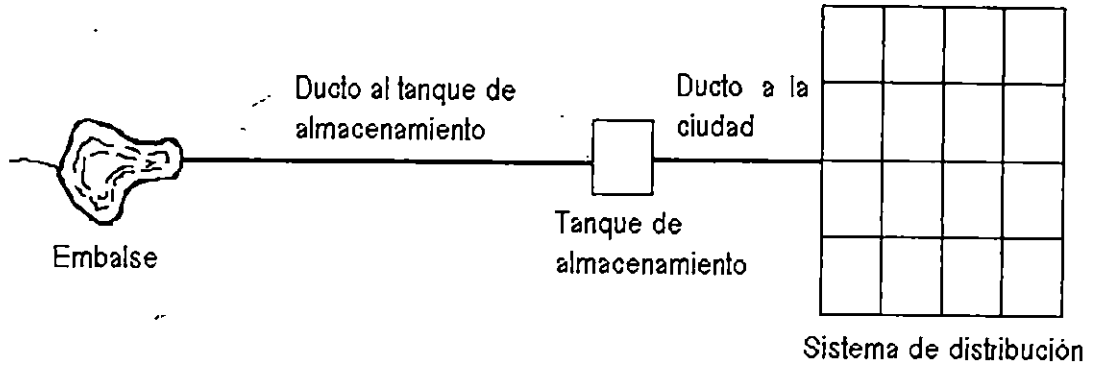 Ducto al tanque de
almacenamiento
Ducto a la
ciudad
Embalse
Tanque de
almacenamiento
Sistema de distribución